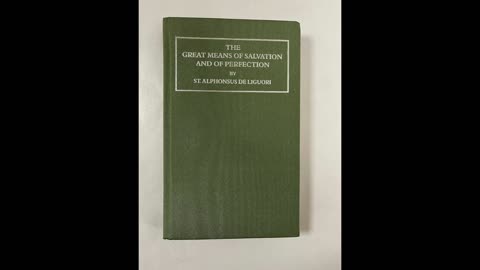 THE
GREAT MEANS OF SALVATION
AND OF PERFECTION
BY
ST. ALPHONSUS DE LIGUORI